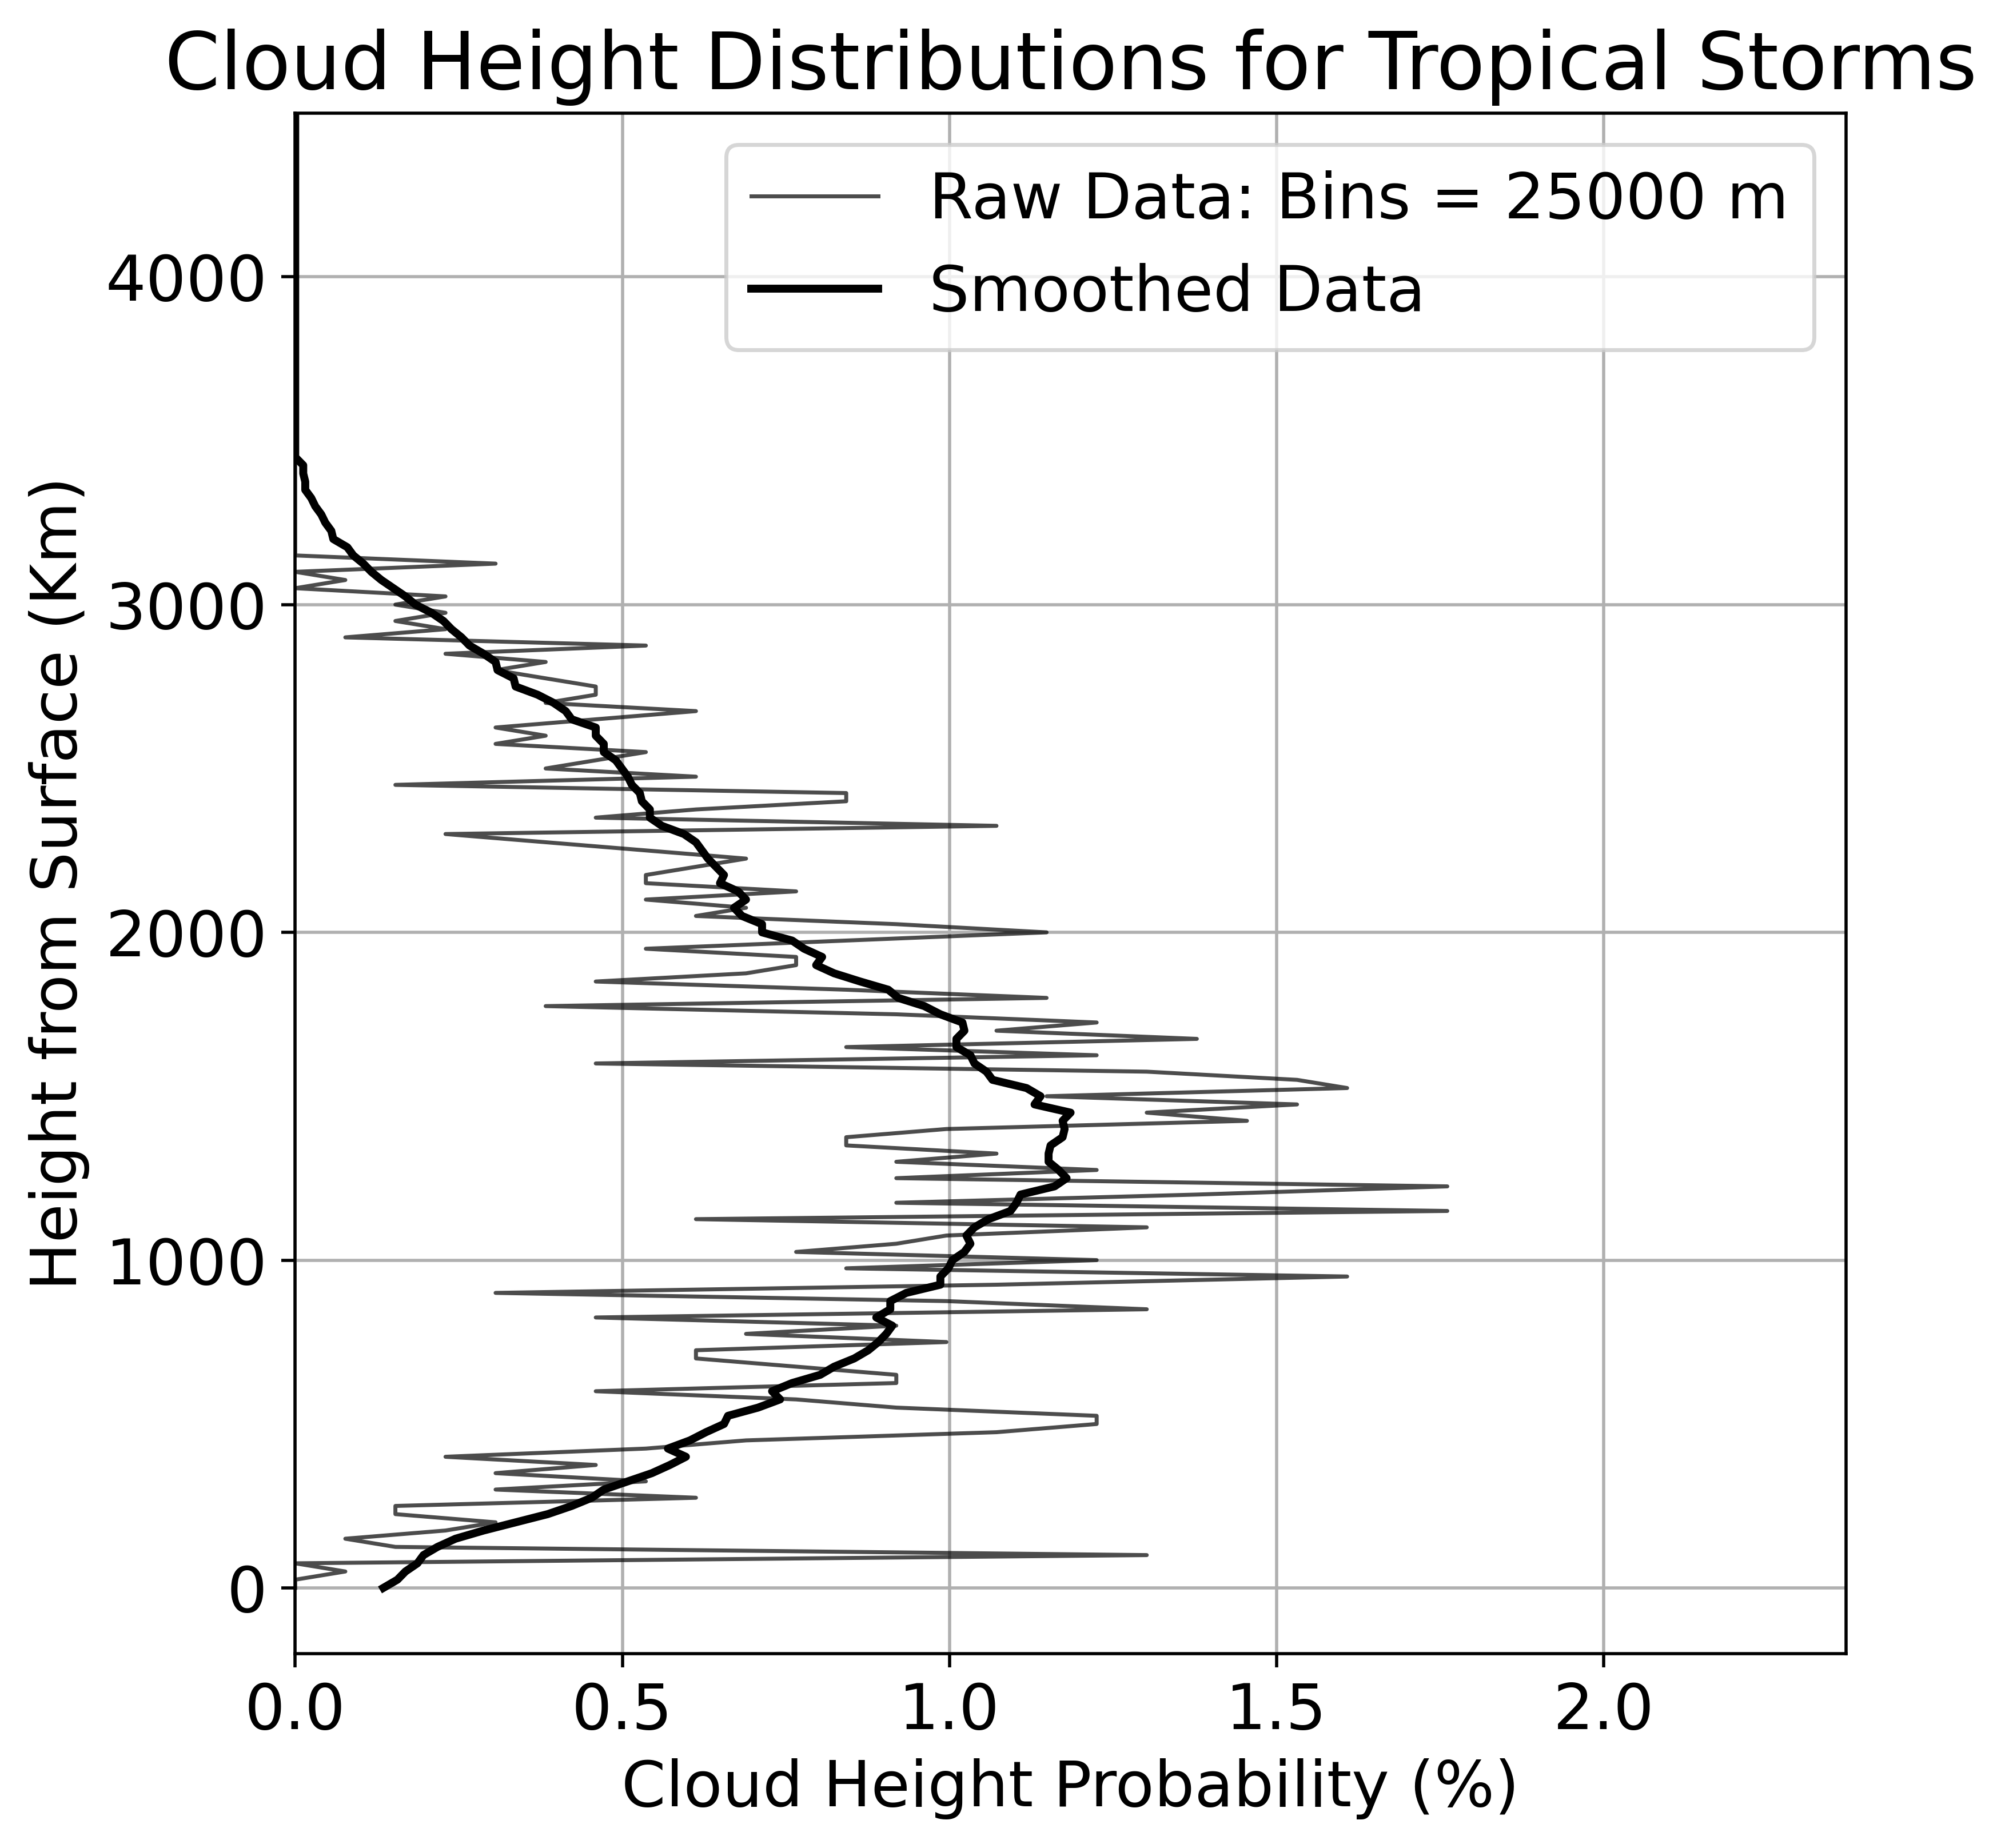 Cloud Height Distributions for Tropical Storms
Raw Data: Bins = 25000 m
Smoothed Data
Height from Surface (Km)
4000
3000
2000
1000
0
0.0 0.5 1.0 1.5 2.0
Cloud Height Probability (%)